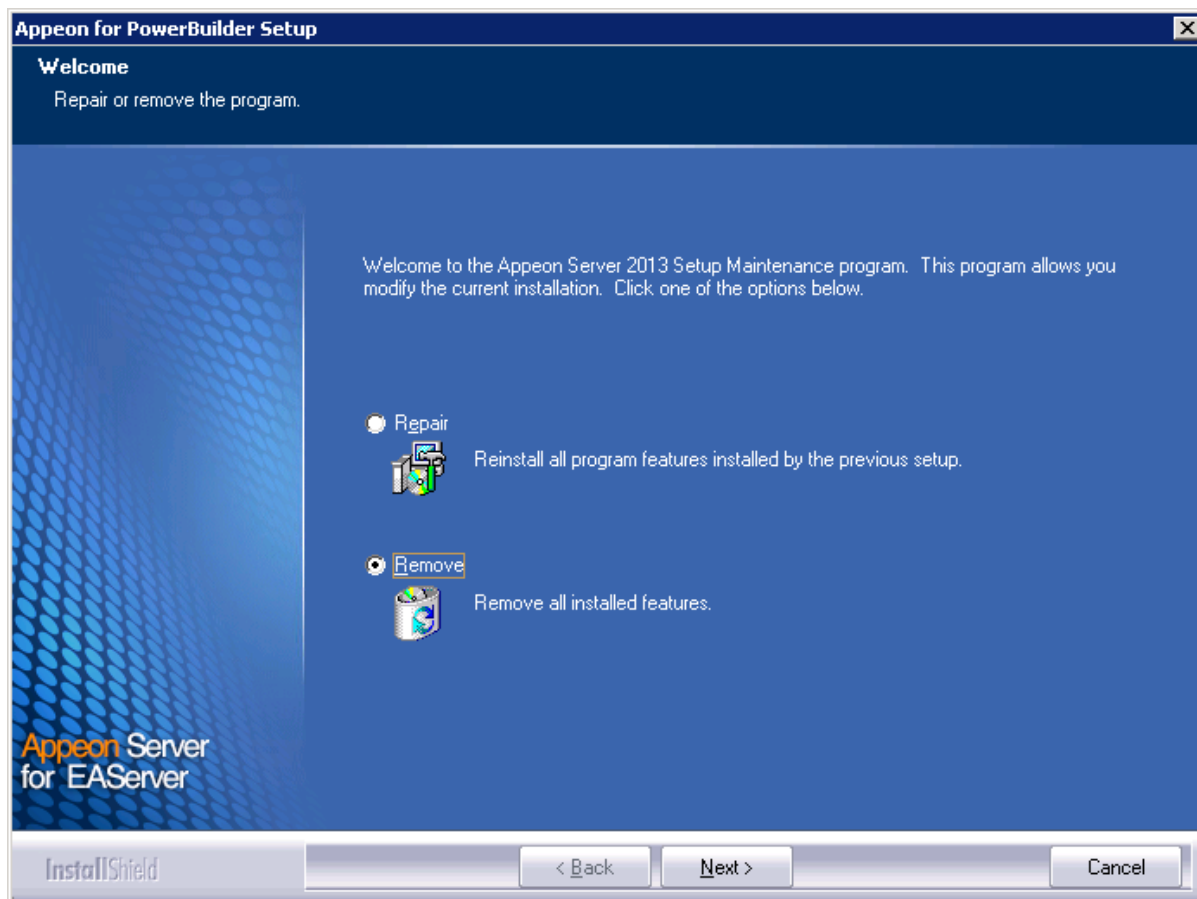 Appeon for PowerBuilder Setup
Welcome
Repair or remove the program.
Welcome to the Appeon Server 2013 Setup Maintenance program.  This program allows you
modify the current installation.  Click one of the options below.
Repair
Reinstall all program features installed by the previous setup.
Remove
Remove all installed features.
Appeon Server
for EAServer
InstallShield
< Back
Next >
Cancel